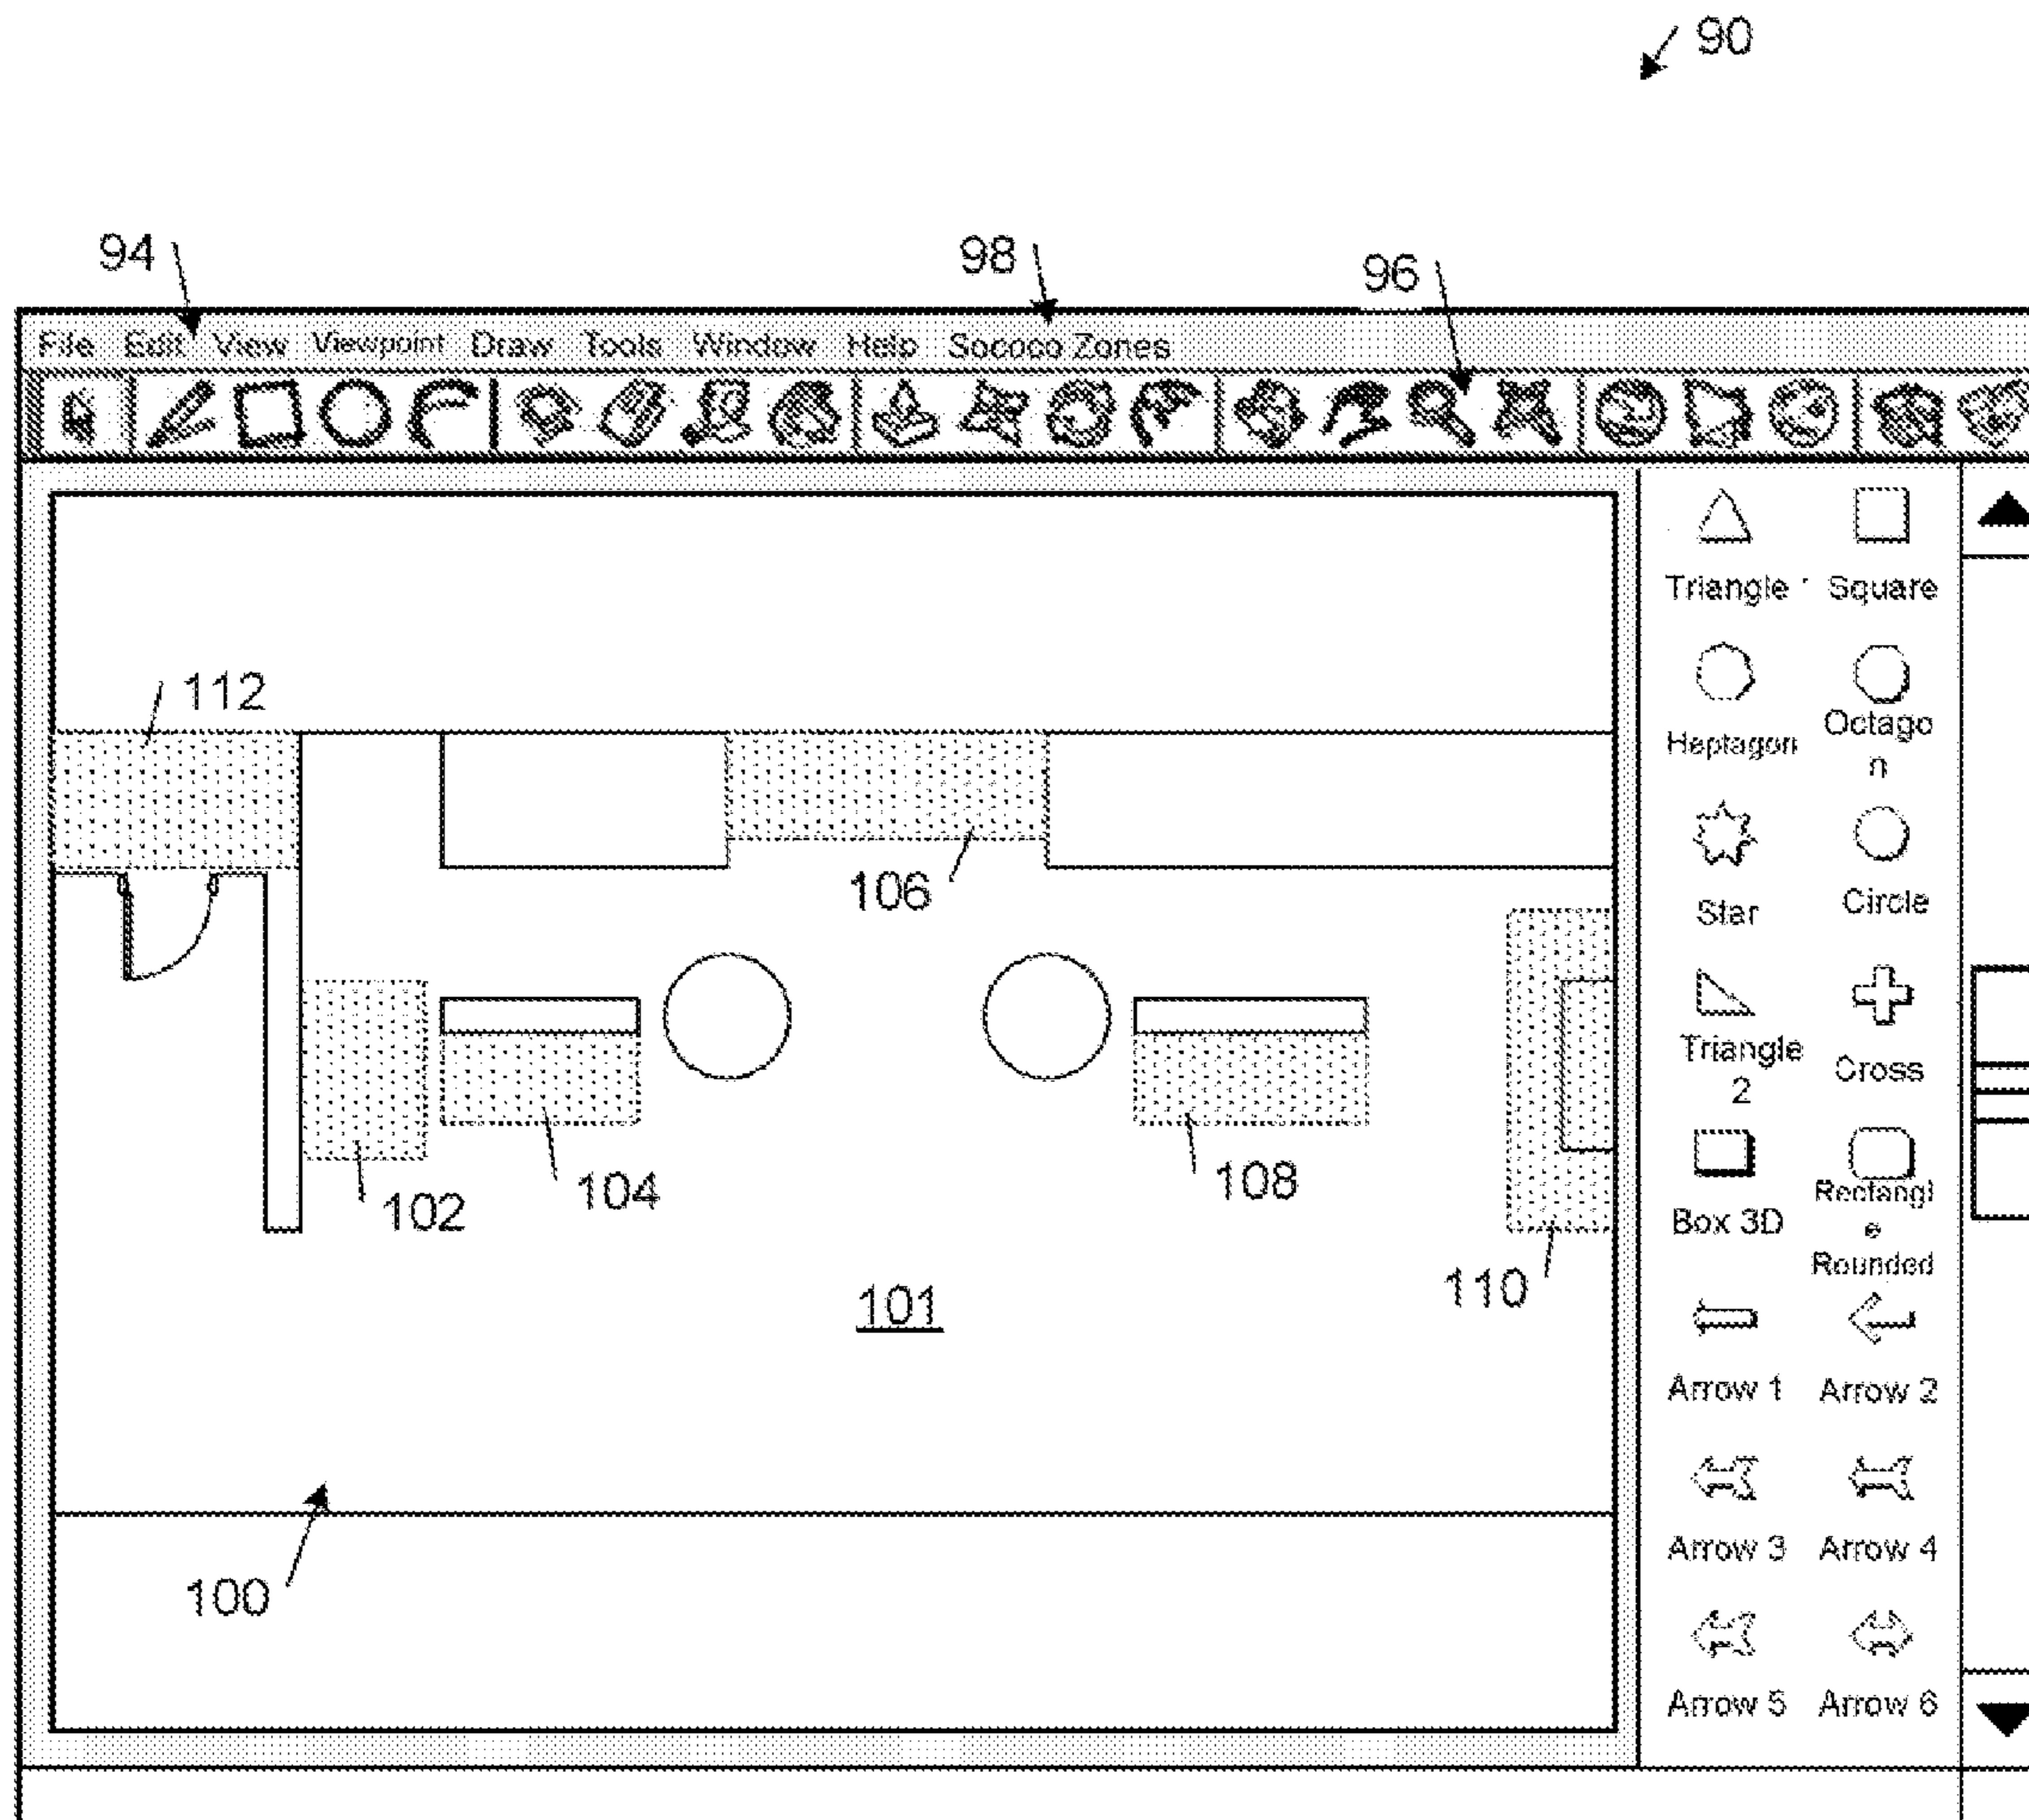 90
94
98
96
File Edit View Viewpoint Draw Tools Window Help Sococo Zones
Triangle Square
112
Heptagon
Octago
n
106
Star
Circle
Triangle
2
Cross
102
104
108
110
Box 3D
Rectangl
e
Rounded
101
Arrow 1 Arrow 2
100
Arrow 3 Arrow 4
Arrow 5 Arrow 6